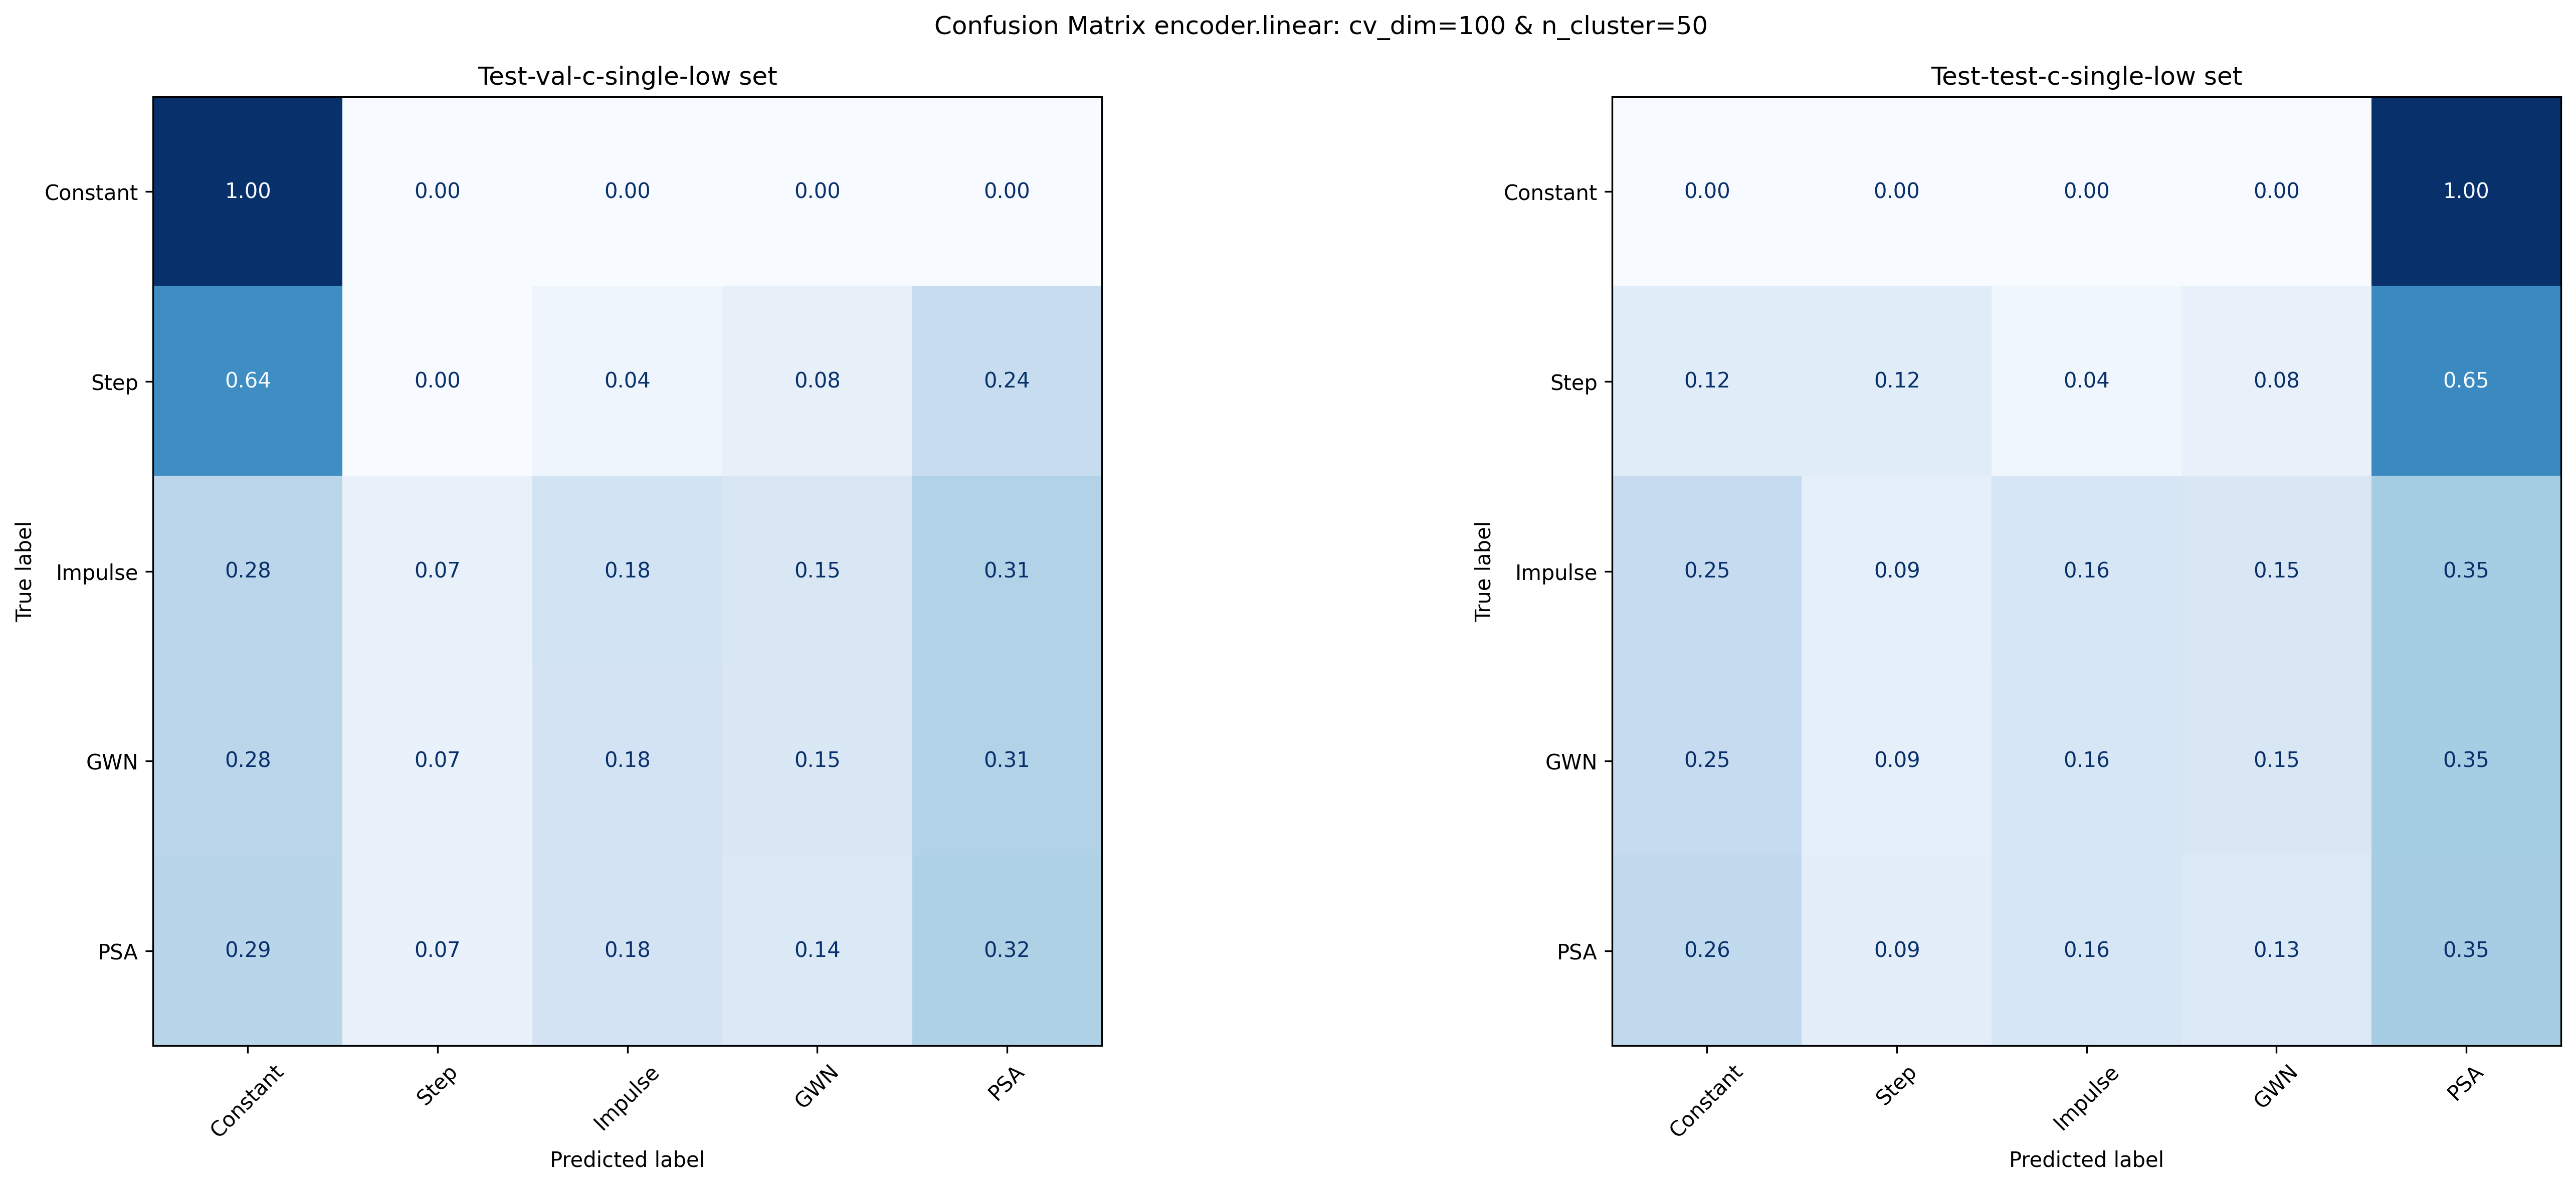 Confusion Matrix encoder.linear: cv_dim=100 & n_cluster=50
Test-val-c-single-low set
True label
Constant 1.00 0.00 0.00 0.00 0.00
Step 0.64 0.00 0.04 0.08 0.24
Impulse 0.28 0.07 0.18 0.15 0.31
GWN 0.28 0.07 0.18 0.15 0.31
PSA 0.29 0.07 0.18 0.14 0.32
Constant Step Impulse GWN PSA
Predicted label
Test-test-c-single-low set
True label
Constant 0.00 0.00 0.00 0.00 1.00
Step 0.12 0.12 0.04 0.08 0.65
Impulse 0.25 0.09 0.16 0.15 0.35
GWN 0.25 0.09 0.16 0.15 0.35
PSA 0.26 0.09 0.16 0.13 0.35
Constant Step Impulse GWN PSA
Predicted label